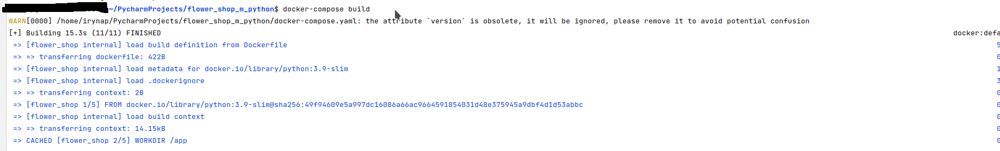 ~/PycharmProjects/flower_shop_m_python$ docker-compose build
WARN[0000] /home/irynap/PycharmProjects/flower_shop_m_python/docker-compose.yaml: the attribute `version` is obsolete, it will be ignored, please remove it to avoid potential confusion
[+] Building 15.3s (11/11) FINISHED docker:defa
=> [flower_shop internal] load build definition from Dockerfile 5
=> => transferring dockerfile: 422B 0
=> [flower_shop internal] load metadata for docker.io/library/python:3.9-slim 1
=> [flower_shop internal] load .dockerignore 3
=> => transferring context: 2B 0
=> [flower_shop 1/5] FROM docker.io/library/python:3.9-slim@sha256:49f94609e5a997dc16086a66ac9664591854031d48e375945a9dbf4d1d53abbc 0
=> [flower_shop internal] load build context 0
=> => transferring context: 14.15kB 0
=> CACHED [flower_shop 2/5] WORKDIR /app 0